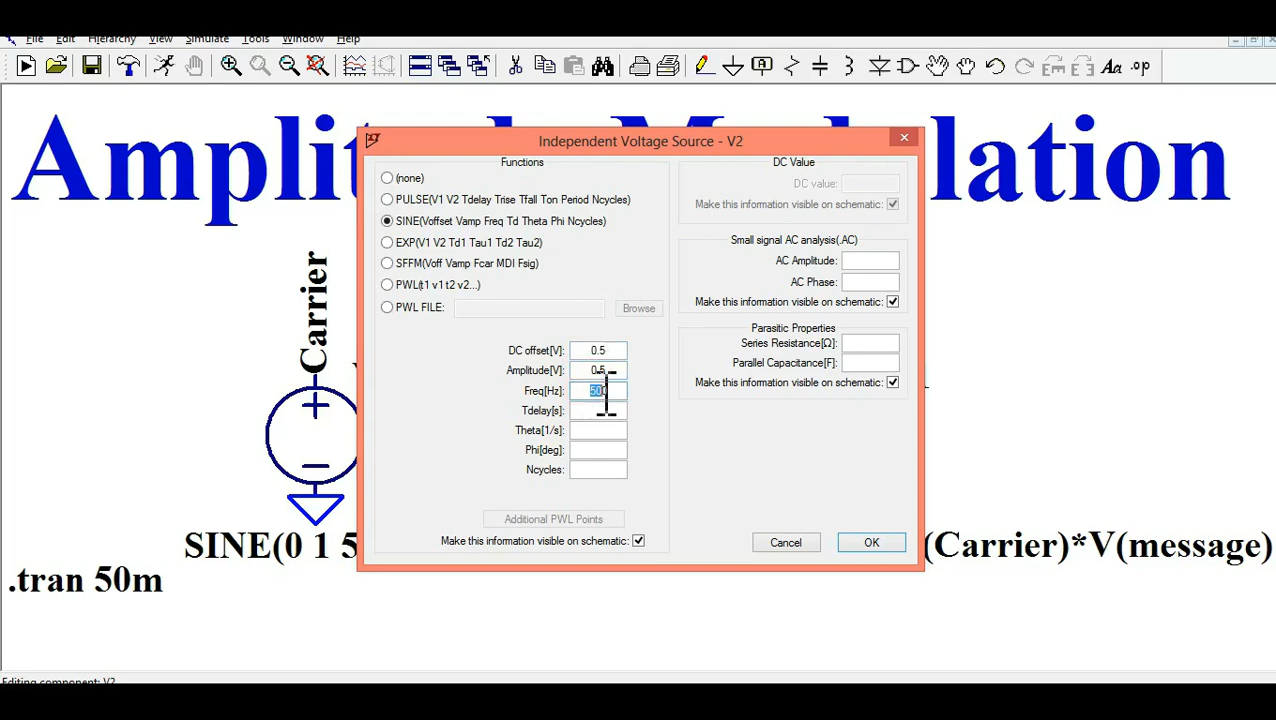 File Edit Hierarchy View Simulate Tools Window Help
Aa .op
Independent Voltage Source - V2
Functions
(none)
PULSE(V1 V2 Tdelay Trise Tfall Ton Period Ncycles)
SINE(Voffset Vamp Freq Td Theta Phi Ncycles)
EXP(V1 V2 Td1 Tau1 Td2 Tau2)
SFFM(Voff Vamp Fcar MDI Fsig)
PWL(t1 v1 t2 v2...)
PWL FILE:
Browse
DC offset[V]: 0.5
Amplitude[V]: 0.5
Freq[Hz]: 50
Tdelay[s]:
Theta[1/s]:
Phi[deg]:
Ncycles:
Additional PWL Points
Make this information visible on schematic:
DC Value
DC value:
Make this information visible on schematic:
Small signal AC analysis(.AC)
AC Amplitude:
AC Phase:
Make this information visible on schematic:
Parasitic Properties
Series Resistance[Ω]:
Parallel Capacitance[F]:
Make this information visible on schematic:
Cancel
OK
Carrier
SINE(0 1 5
(Carrier)*V(message)
.tran 50m
Editing component: V2